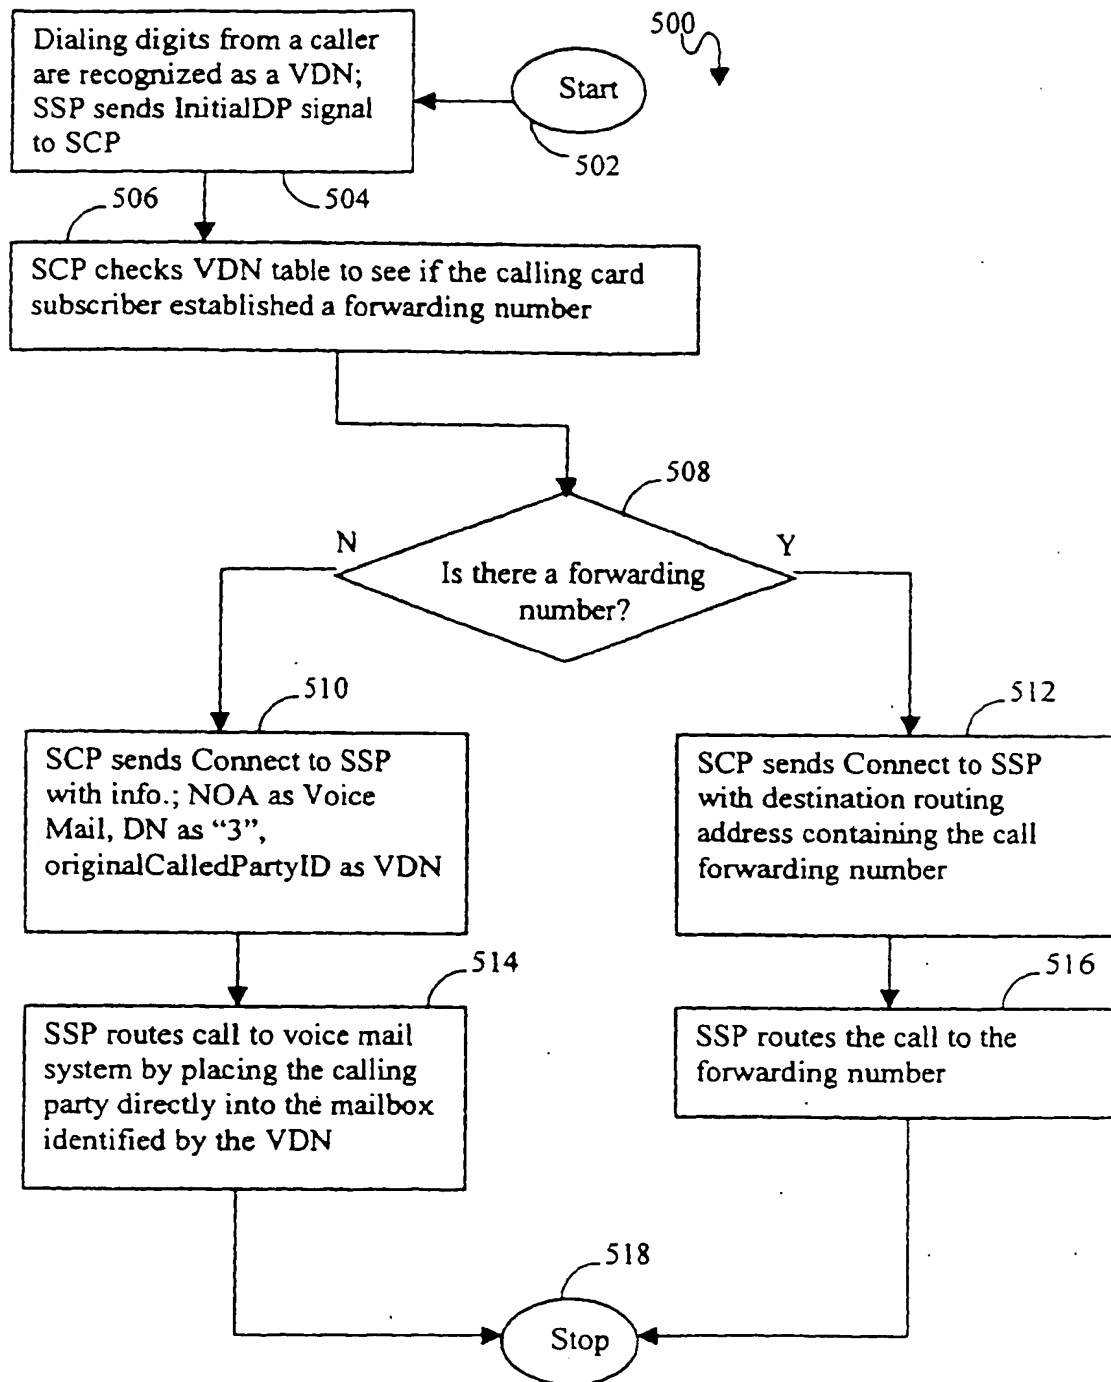 500
Start
502
Dialing digits from a caller
are recognized as a VDN;
SSP sends InitialDP signal
to SCP
504
506
SCP checks VDN table to see if the calling card
subscriber established a forwarding number
508
Is there a forwarding
number?
N
Y
510
SCP sends Connect to SSP
with info.; NOA as Voice
Mail, DN as “3”,
originalCalledPartyID as VDN
512
SCP sends Connect to SSP
with destination routing
address containing the call
forwarding number
514
SSP routes call to voice mail
system by placing the calling
party directly into the mailbox
identified by the VDN
516
SSP routes the call to the
forwarding number
518
Stop